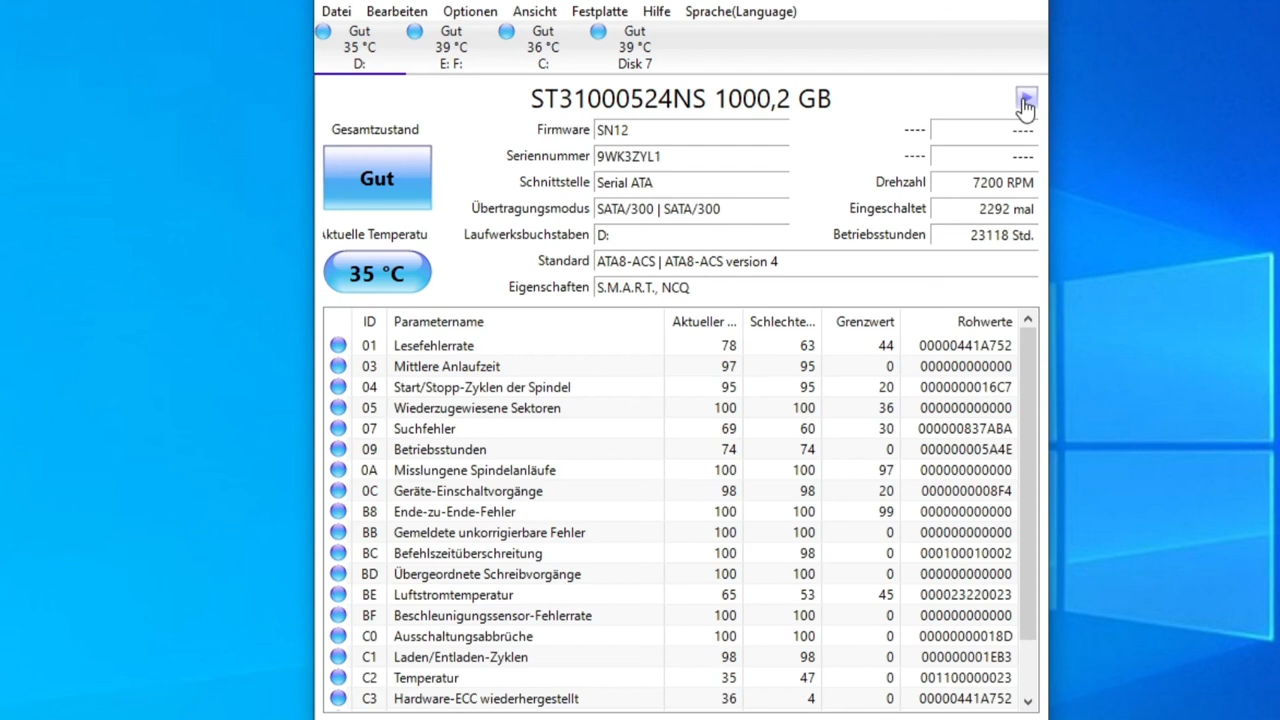 Datei Bearbeiten Optionen Ansicht Festplatte Hilfe Sprache(Language)
Gut Gut Gut Gut
35 °C 39 °C 36 °C 39 °C
D: E: F: C: Disk 7
ST31000524NS 1000,2 GB
Gesamtzustand Firmware SN12 ---- ----
Gut Seriennummer 9WK3ZYL1 ---- ----
Schnittstelle Serial ATA Drehzahl 7200 RPM
Übertragungsmodus SATA/300 | SATA/300 Eingeschaltet 2292 mal
Aktuelle Temperatu Laufwerksbuchstaben D: Betriebsstunden 23118 Std.
35 °C Standard ATA8-ACS | ATA8-ACS version 4
Eigenschaften S.M.A.R.T., NCQ
ID Parametername Aktueller ... Schlechte... Grenzwert Rohwerte
01 Lesefehlerrate 78 63 44 00000441A752
03 Mittlere Anlaufzeit 97 95 0 000000000000
04 Start/Stopp-Zyklen der Spindel 95 95 20 0000000016C7
05 Wiederzugewiesene Sektoren 100 100 36 000000000000
07 Suchfehler 69 60 30 000000837ABA
09 Betriebsstunden 74 74 0 000000005A4E
0A Misslungene Spindelanläufe 100 100 97 000000000000
0C Geräte-Einschaltvorgänge 98 98 20 0000000008F4
B8 Ende-zu-Ende-Fehler 100 100 99 000000000000
BB Gemeldete unkorrigierbare Fehler 100 100 0 000000000000
BC Befehlszeitüberschreitung 100 98 0 000100010002
BD Übergeordnete Schreibvorgänge 100 100 0 000000000000
BE Luftstromtemperatur 65 53 45 000023220023
BF Beschleunigungssensor-Fehlerrate 100 100 0 000000000000
C0 Ausschaltungsabbrüche 100 100 0 00000000018D
C1 Laden/Entladen-Zyklen 98 98 0 000000001EB3
C2 Temperatur 35 47 0 001100000023
C3 Hardware-ECC wiederhergestellt 36 4 0 00000441A752